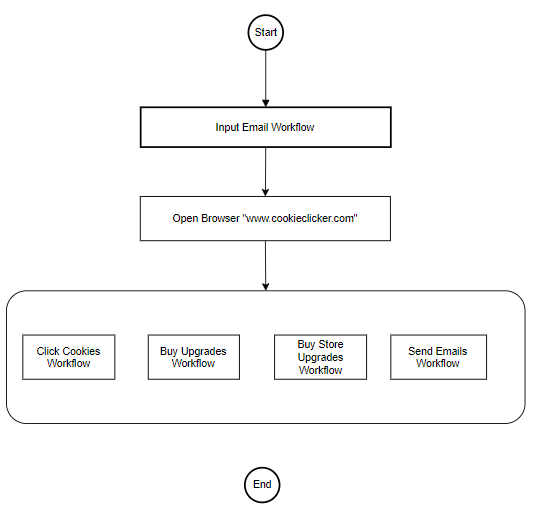 Start
Input Email Workflow
Open Browser "www.cookieclicker.com"
Click Cookies
Workflow
Buy Upgrades
Workflow
Buy Store
Upgrades
Workflow
Send Emails
Workflow
End